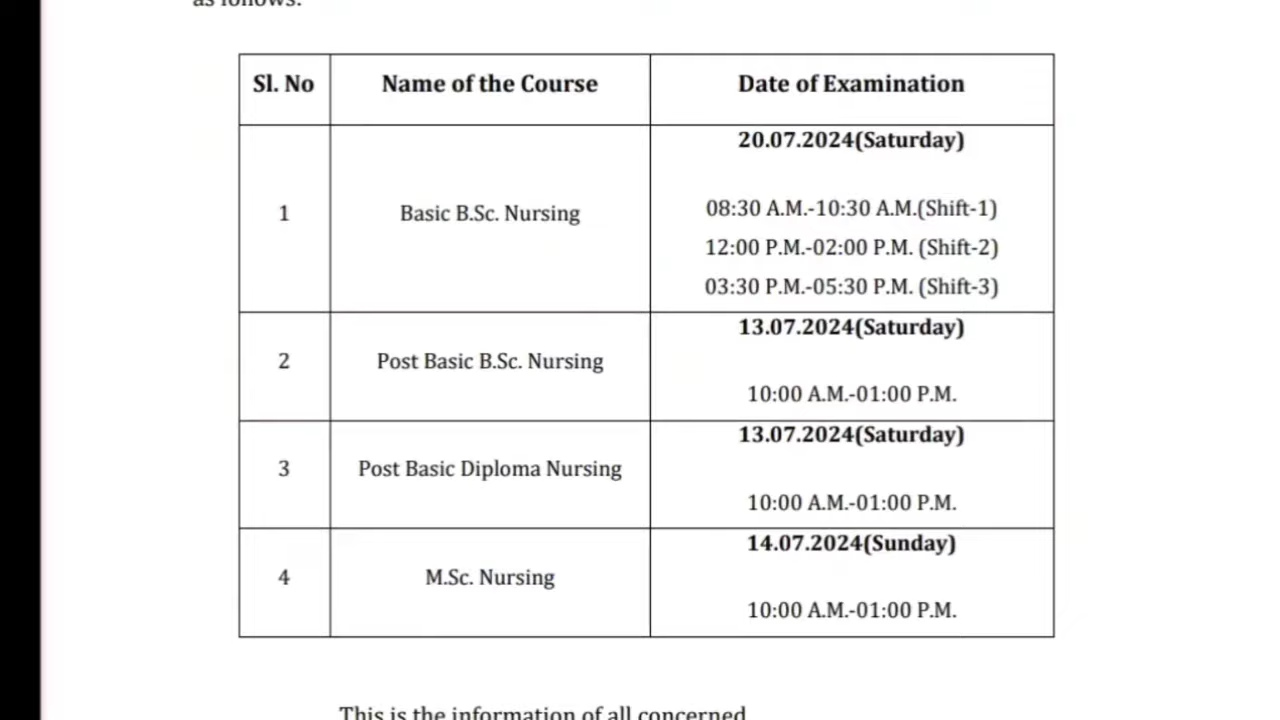 as follows:
Sl. No Name of the Course Date of Examination
1 Basic B.Sc. Nursing 20.07.2024(Saturday)
08:30 A.M.-10:30 A.M.(Shift-1)
12:00 P.M.-02:00 P.M. (Shift-2)
03:30 P.M.-05:30 P.M. (Shift-3)
2 Post Basic B.Sc. Nursing 13.07.2024(Saturday)
10:00 A.M.-01:00 P.M.
3 Post Basic Diploma Nursing 13.07.2024(Saturday)
10:00 A.M.-01:00 P.M.
4 M.Sc. Nursing 14.07.2024(Sunday)
10:00 A.M.-01:00 P.M.
This is the information of all concerned